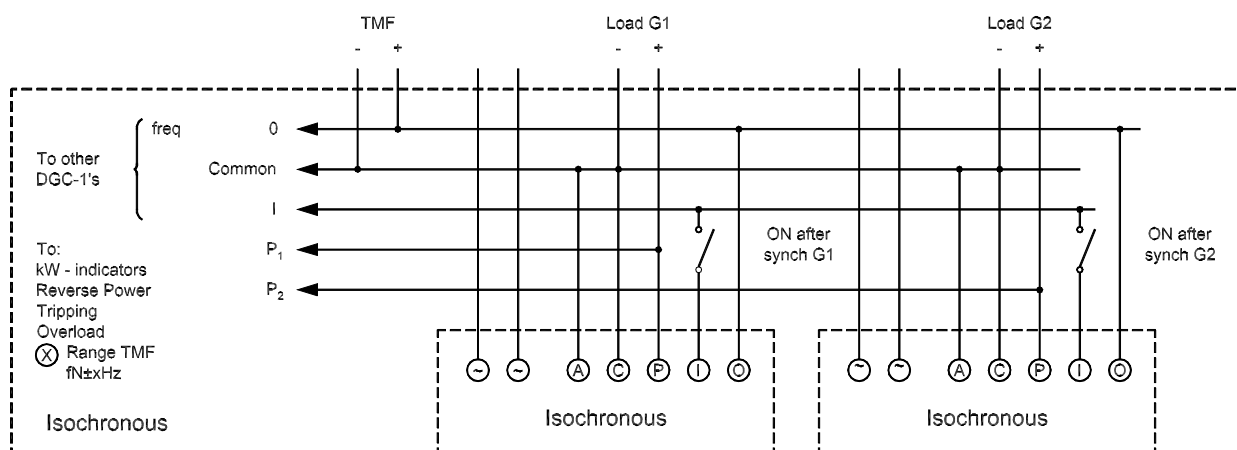 TMF
- +
Load G1
- +
Load G2
- +
To other
DGC-1's
freq
0
Common
I
P1
P2
To:
kW - indicators
Reverse Power
Tripping
Overload
X Range TMF
fN±xHz
Isochronous
ON after
synch G1
ON after
synch G2
~ ~ A C P I O
Isochronous
~ ~ A C P I O
Isochronous